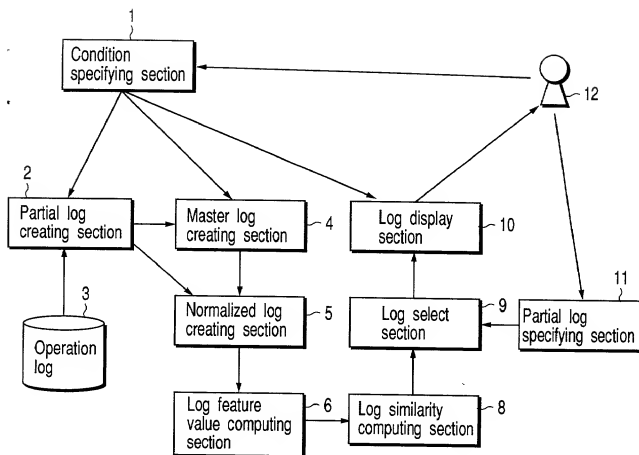 1
Condition
specifying section
12
2
Partial log
creating section
Master log
creating section
4
Log display
section
10
3
Operation
log
Normalized log
creating section
5
Log select
section
9
11
Partial log
specifying section
Log feature
value computing
section
6
Log similarity
computing section
8